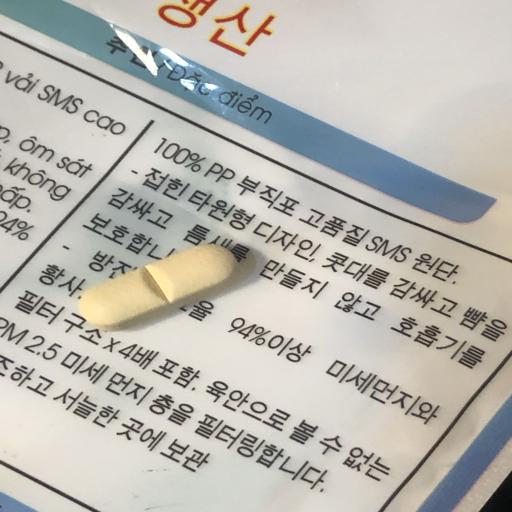 생산
Đặc điểm
vải SMS cao
ôm sát
không
cấp.
94%
100% PP 부직포 고품질 SMS 원단.
- 접힌 타원형 디자인, 콧대를 감싸고 뺨을
감싸고 틈새를 만들지 않고 호흡기를
보호합니
- 방진 율 94%이상 미세먼지와
황사
필터 구소 x 4배 포함, 육안으로 볼 수 없는
PM 2.5 미세 먼지 층을 필터링합니다.
조하고 서늘한 곳에 보관